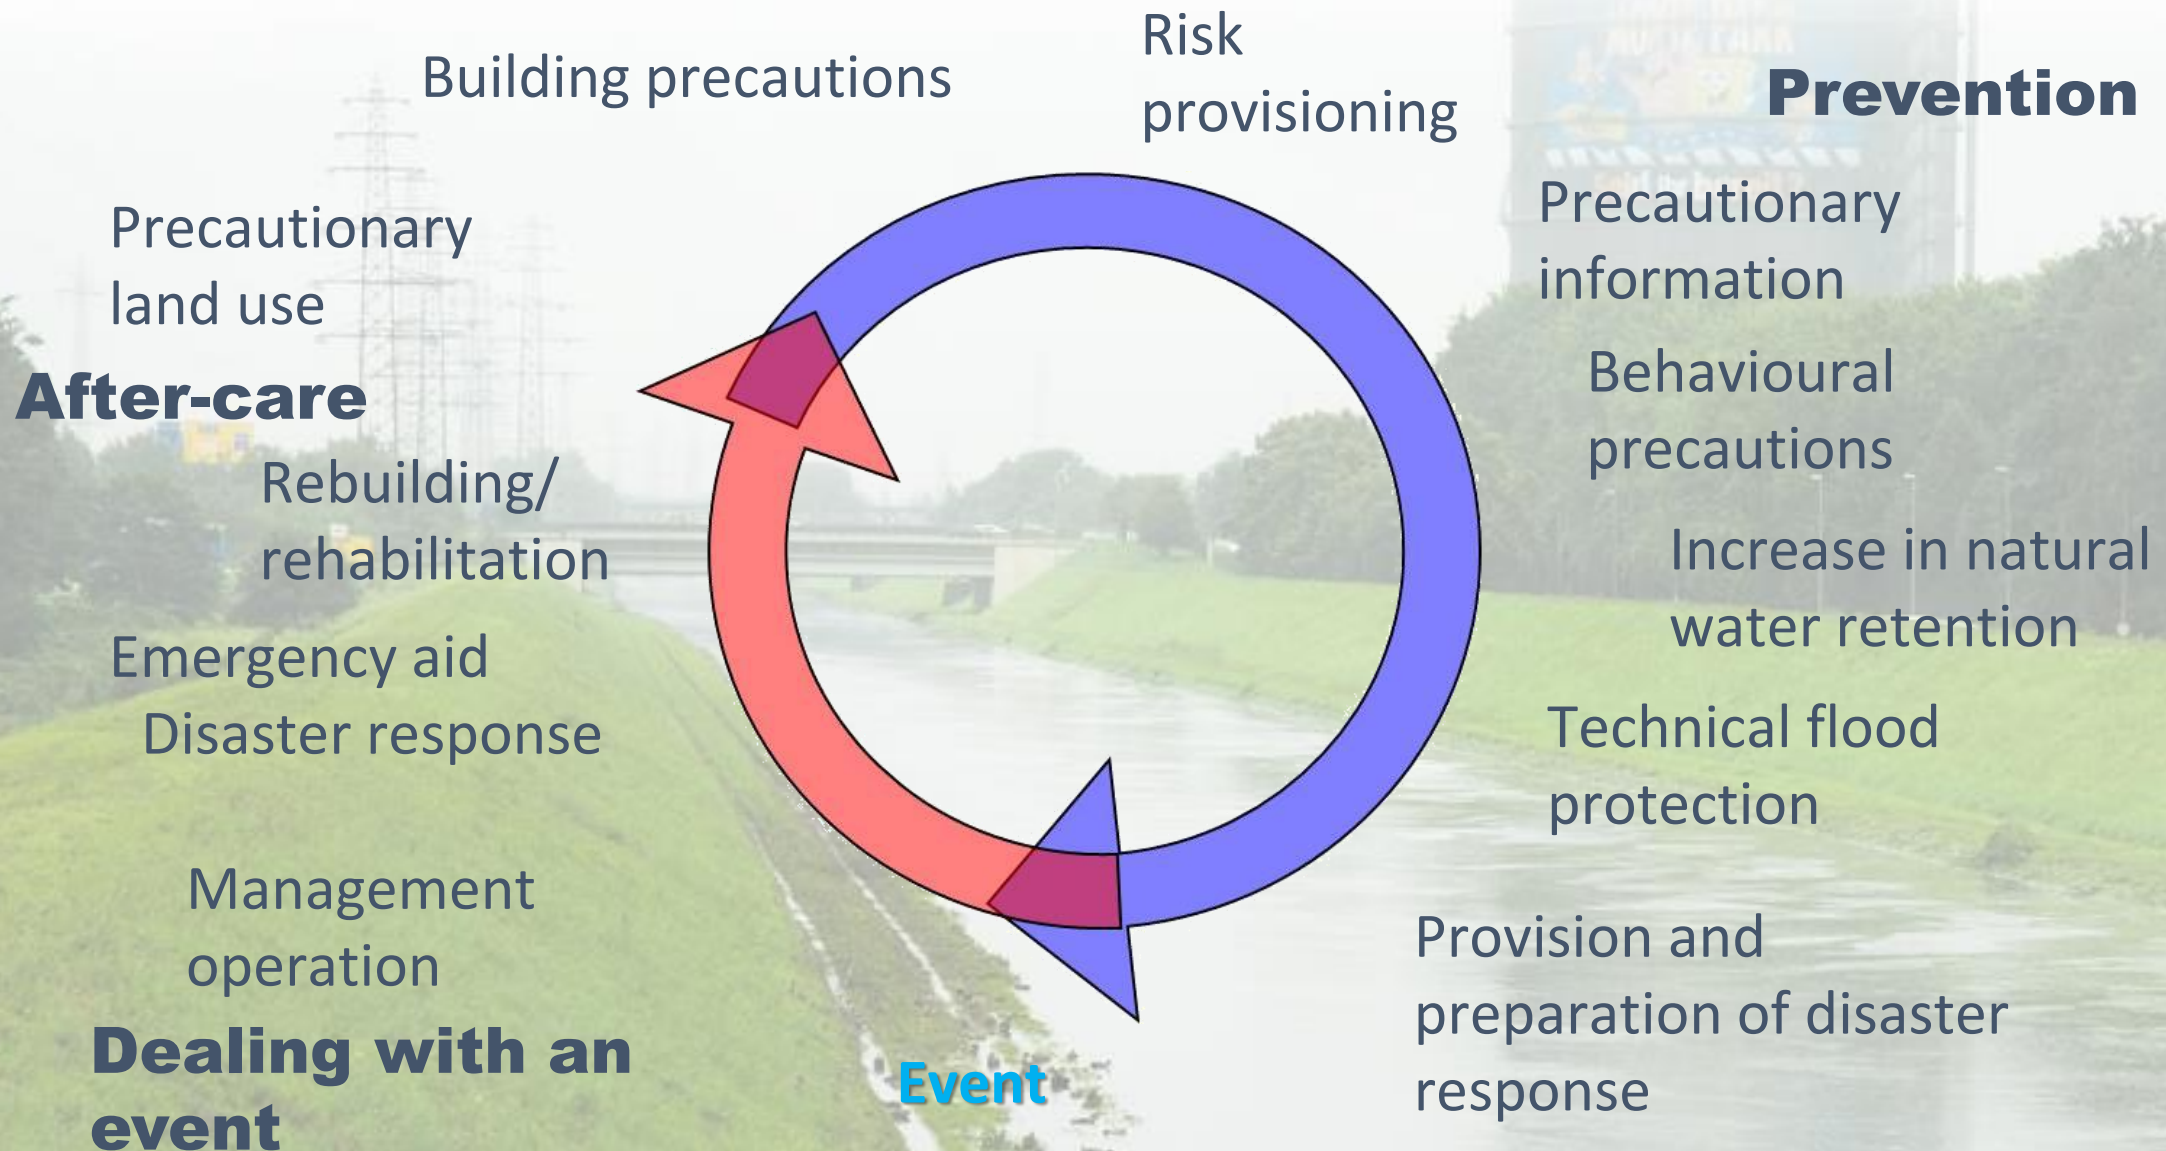 Building precautions
Risk
provisioning
Prevention
Precautionary
land use
Precautionary
information
After-care
Behavioural
precautions
Rebuilding/
rehabilitation
Increase in natural
water retention
Emergency aid
Disaster response
Technical flood
protection
Management
operation
Provision and
preparation of disaster
response
Dealing with an
event
Event